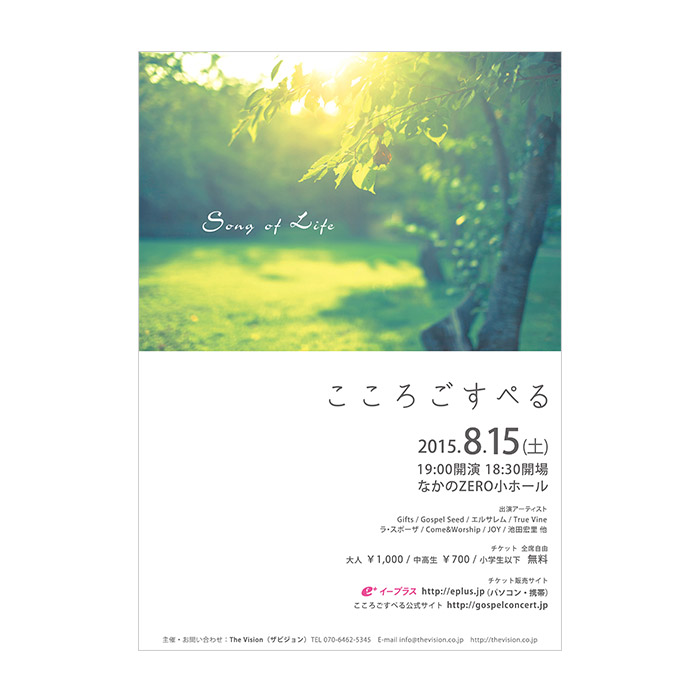 Song of Life
こころごすぺる
2015.8.15(土)
19:00開演 18:30開場
なかのZERO小ホール
出演アーティスト
Gifts / Gospel Seed / エルサレム / True Vine
ラ・スポーザ / Come&Worship / JOY / 池田宏里 他
チケット 全席自由
大人 ￥1,000 / 中高生 ￥700 / 小学生以下 無料
チケット販売サイト
e+ イープラス http://eplus.jp (パソコン・携帯)
こころごすぺる公式サイト http://gospelconcert.jp
主催・お問い合わせ：The Vision（ザビジョン）TEL 070-6462-5345 E-mail info@thevision.co.jp http://thevision.co.jp